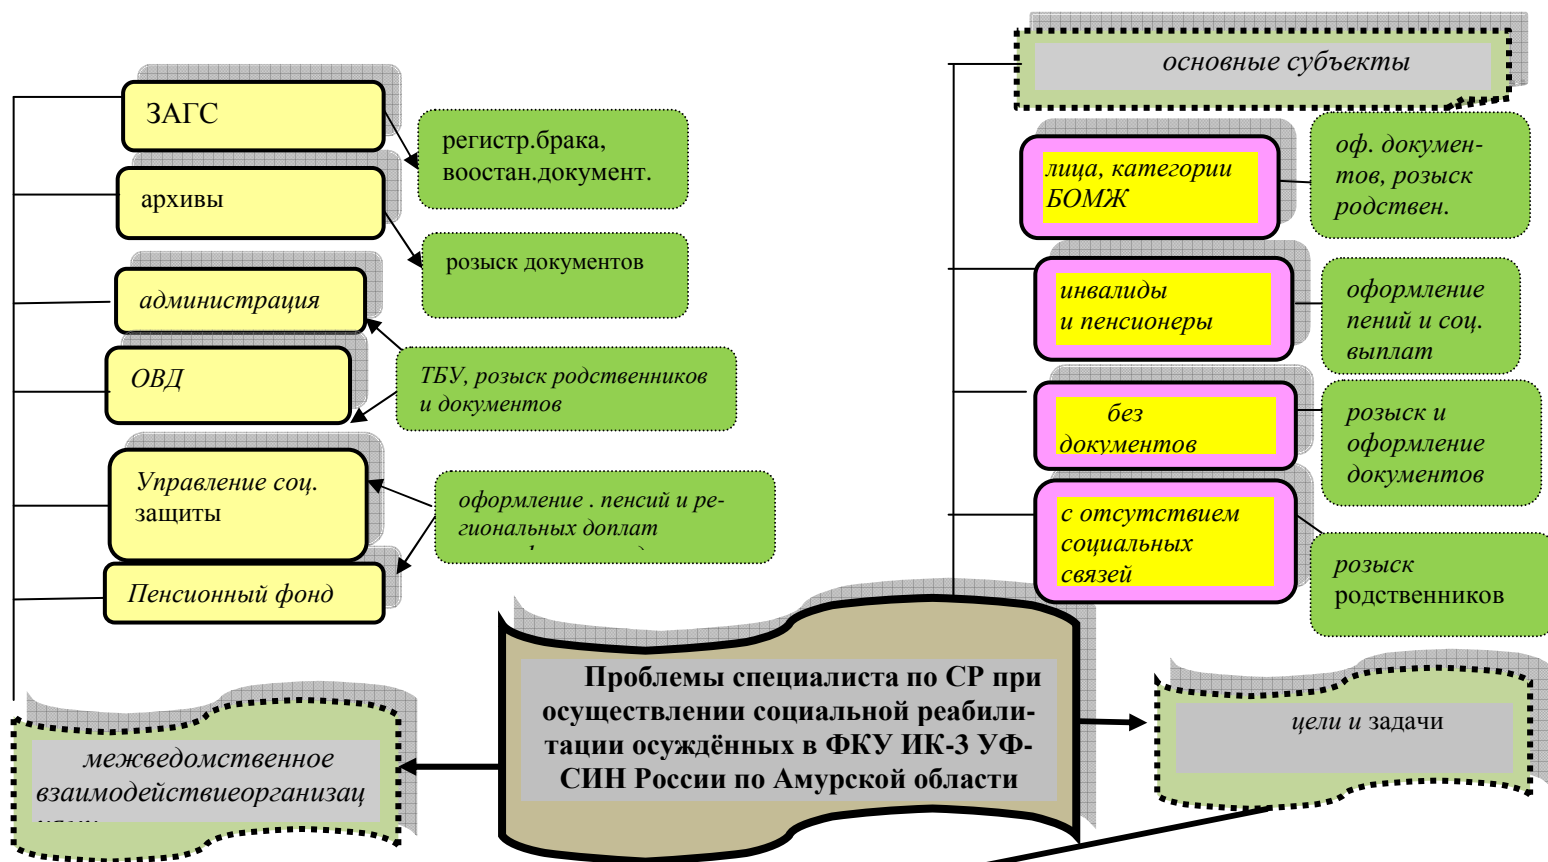 ЗАГС
регистр.брака,
воостан.документ.
архивы
розыск документов
администрация
ОВД
ТБУ, розыск родственников
и документов
Управление соц.
защиты
оформление . пенсий и ре-
гиональных доплат
Пенсионный фонд
межведомственное
взаимодействиеорганизац
Проблемы специалиста по СР при
осуществлении социальной реабили-
тации осуждённых в ФКУ ИК-3 УФ-
СИН России по Амурской области
основные субъекты
лица, категории
БОМЖ
оф. докумен-
тов, розыск
родствен.
инвалиды
и пенсионеры
оформление
пений и соц.
выплат
без
документов
розыск и
оформление
документов
с отсутствием
социальных
связей
розыск
родственников
цели и задачи